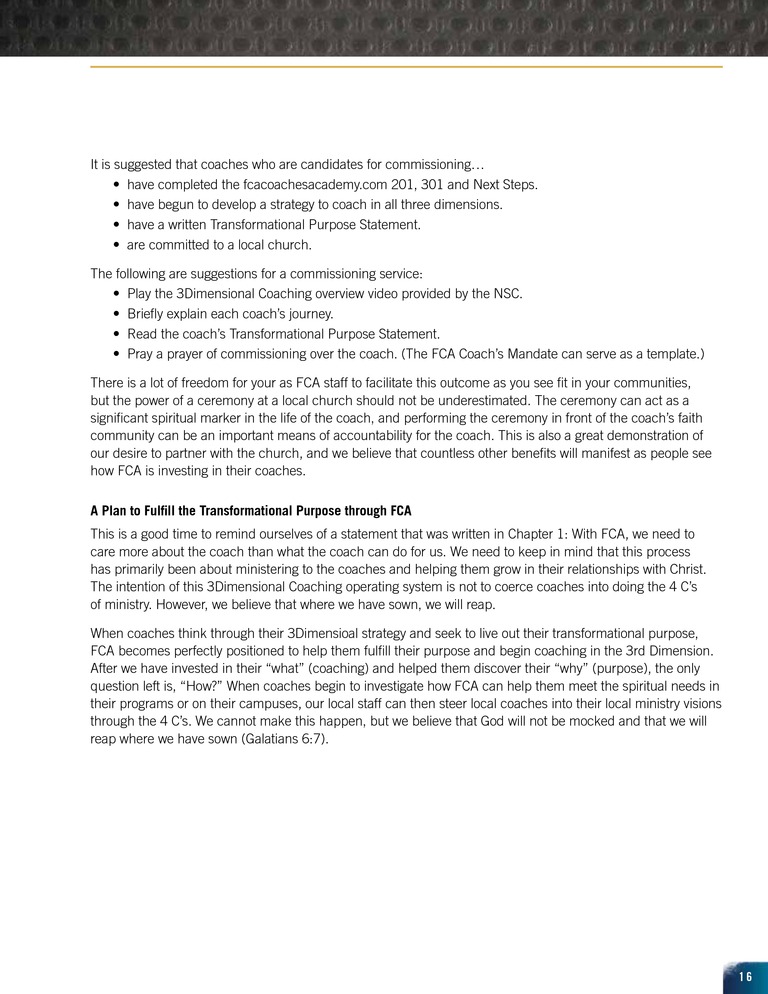 It is suggested that coaches who are candidates for commissioning…
• have completed the fcacoachesacademy.com 201, 301 and Next Steps.
• have begun to develop a strategy to coach in all three dimensions.
• have a written Transformational Purpose Statement.
• are committed to a local church.
The following are suggestions for a commissioning service:
• Play the 3Dimensional Coaching overview video provided by the NSC.
• Briefly explain each coach’s journey.
• Read the coach’s Transformational Purpose Statement.
• Pray a prayer of commissioning over the coach. (The FCA Coach’s Mandate can serve as a template.)
There is a lot of freedom for your as FCA staff to facilitate this outcome as you see fit in your communities,
but the power of a ceremony at a local church should not be underestimated. The ceremony can act as a
significant spiritual marker in the life of the coach, and performing the ceremony in front of the coach’s faith
community can be an important means of accountability for the coach. This is also a great demonstration of
our desire to partner with the church, and we believe that countless other benefits will manifest as people see
how FCA is investing in their coaches.
A Plan to Fulfill the Transformational Purpose through FCA
This is a good time to remind ourselves of a statement that was written in Chapter 1: With FCA, we need to
care more about the coach than what the coach can do for us. We need to keep in mind that this process
has primarily been about ministering to the coaches and helping them grow in their relationships with Christ.
The intention of this 3Dimensional Coaching operating system is not to coerce coaches into doing the 4 C’s
of ministry. However, we believe that where we have sown, we will reap.
When coaches think through their 3Dimensioal strategy and seek to live out their transformational purpose,
FCA becomes perfectly positioned to help them fulfill their purpose and begin coaching in the 3rd Dimension.
After we have invested in their “what” (coaching) and helped them discover their “why” (purpose), the only
question left is, “How?” When coaches begin to investigate how FCA can help them meet the spiritual needs in
their programs or on their campuses, our local staff can then steer local coaches into their local ministry visions
through the 4 C’s. We cannot make this happen, but we believe that God will not be mocked and that we will
reap where we have sown (Galatians 6:7).
16